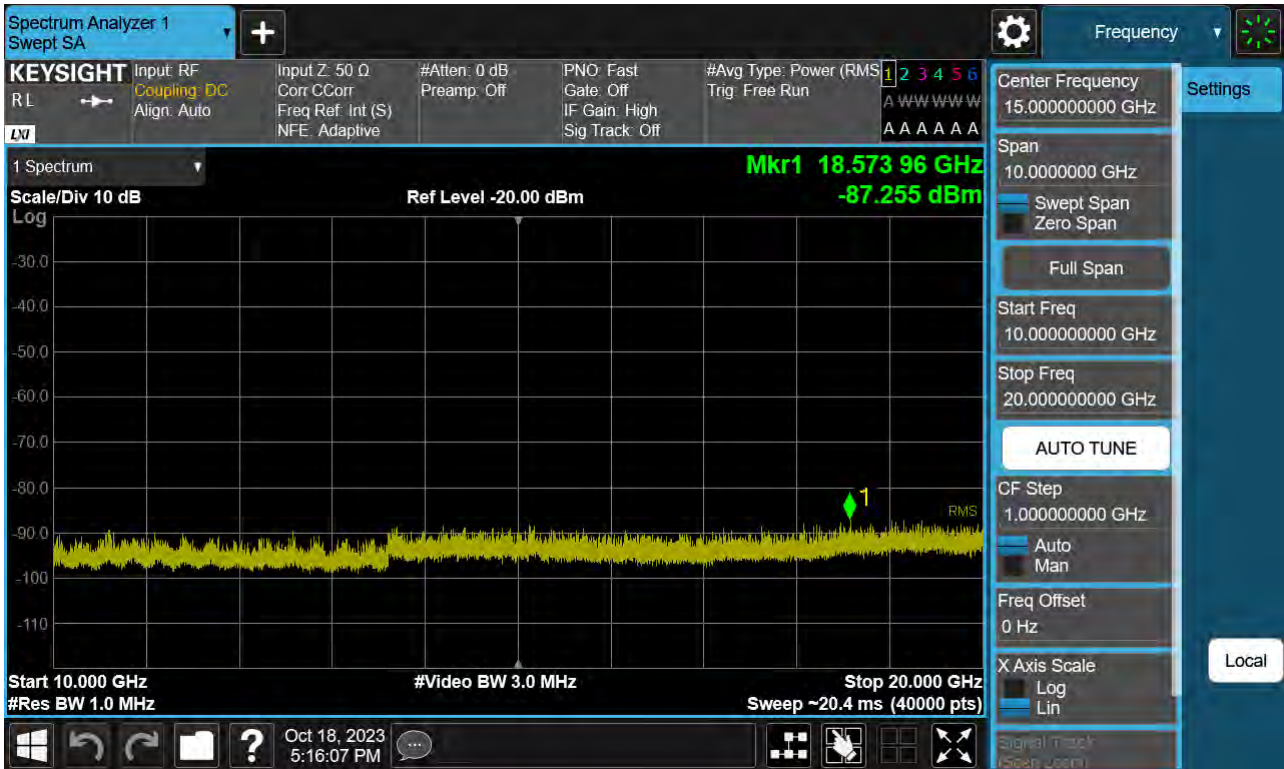 Spectrum Analyzer 1
Swept SA
+
Frequency
KEYSIGHT
RL
LXI
Input: RF
Coupling: DC
Align: Auto
Input Z: 50 Ω
Corr CCorr
Freq Ref: Int (S)
NFE: Adaptive
#Atten: 0 dB
Preamp: Off
PNO: Fast
Gate: Off
IF Gain: High
Sig Track: Off
#Avg Type: Power (RMS
Trig: Free Run
1 2 3 4 5 6
A W W W W W
A A A A A A
1 Spectrum
Scale/Div 10 dB
Ref Level -20.00 dBm
Mkr1 18.573 96 GHz
-87.255 dBm
Log
-30.0
-40.0
-50.0
-60.0
-70.0
-80.0
-90.0
-100
-110
1
RMS
Start 10.000 GHz
#Res BW 1.0 MHz
#Video BW 3.0 MHz
Stop 20.000 GHz
Sweep ~20.4 ms (40000 pts)
Center Frequency
15.000000000 GHz
Span
10.0000000 GHz
Swept Span
Zero Span
Full Span
Start Freq
10.000000000 GHz
Stop Freq
20.000000000 GHz
AUTO TUNE
CF Step
1.000000000 GHz
Auto
Man
Freq Offset
0 Hz
X Axis Scale
Log
Lin
Signal Track
(Span Zoom)
Settings
Local
?
Oct 18, 2023
5:16:07 PM